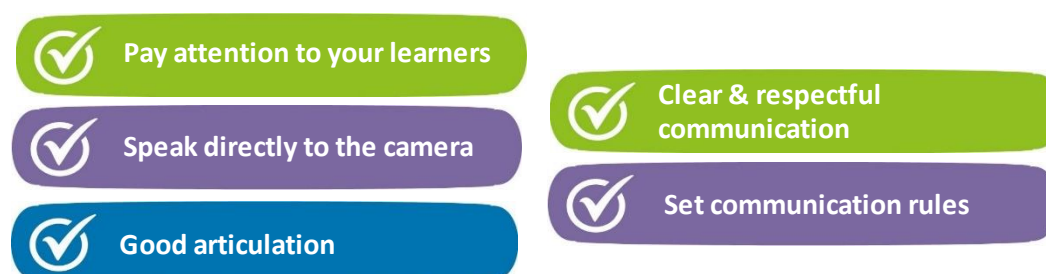 Pay attention to your learners
Speak directly to the camera
Good articulation
Clear & respectful
communication
Set communication rules